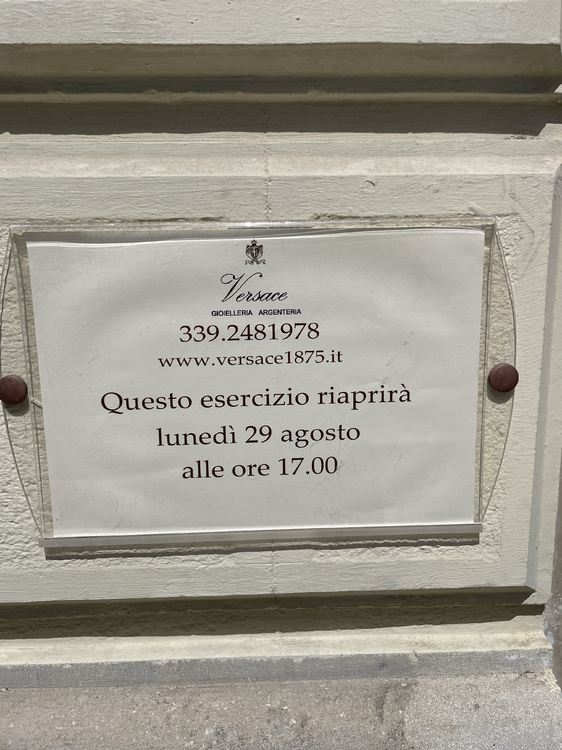 Versace
GIOIELLERIA ARGENTERIA
339.2481978
www.versace1875.it
Questo esercizio riaprirà
lunedì 29 agosto
alle ore 17.00